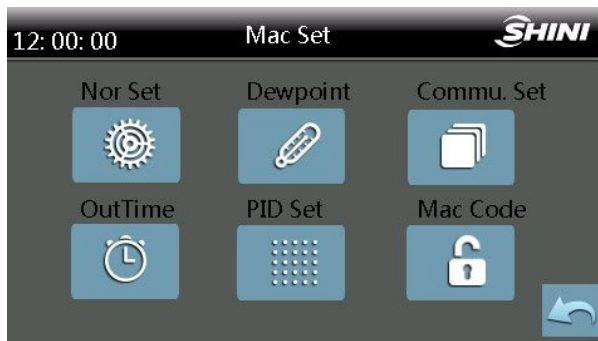 12: 00: 00 Mac Set SHINI
Nor Set Dewpoint Commu. Set
OutTime PID Set Mac Code